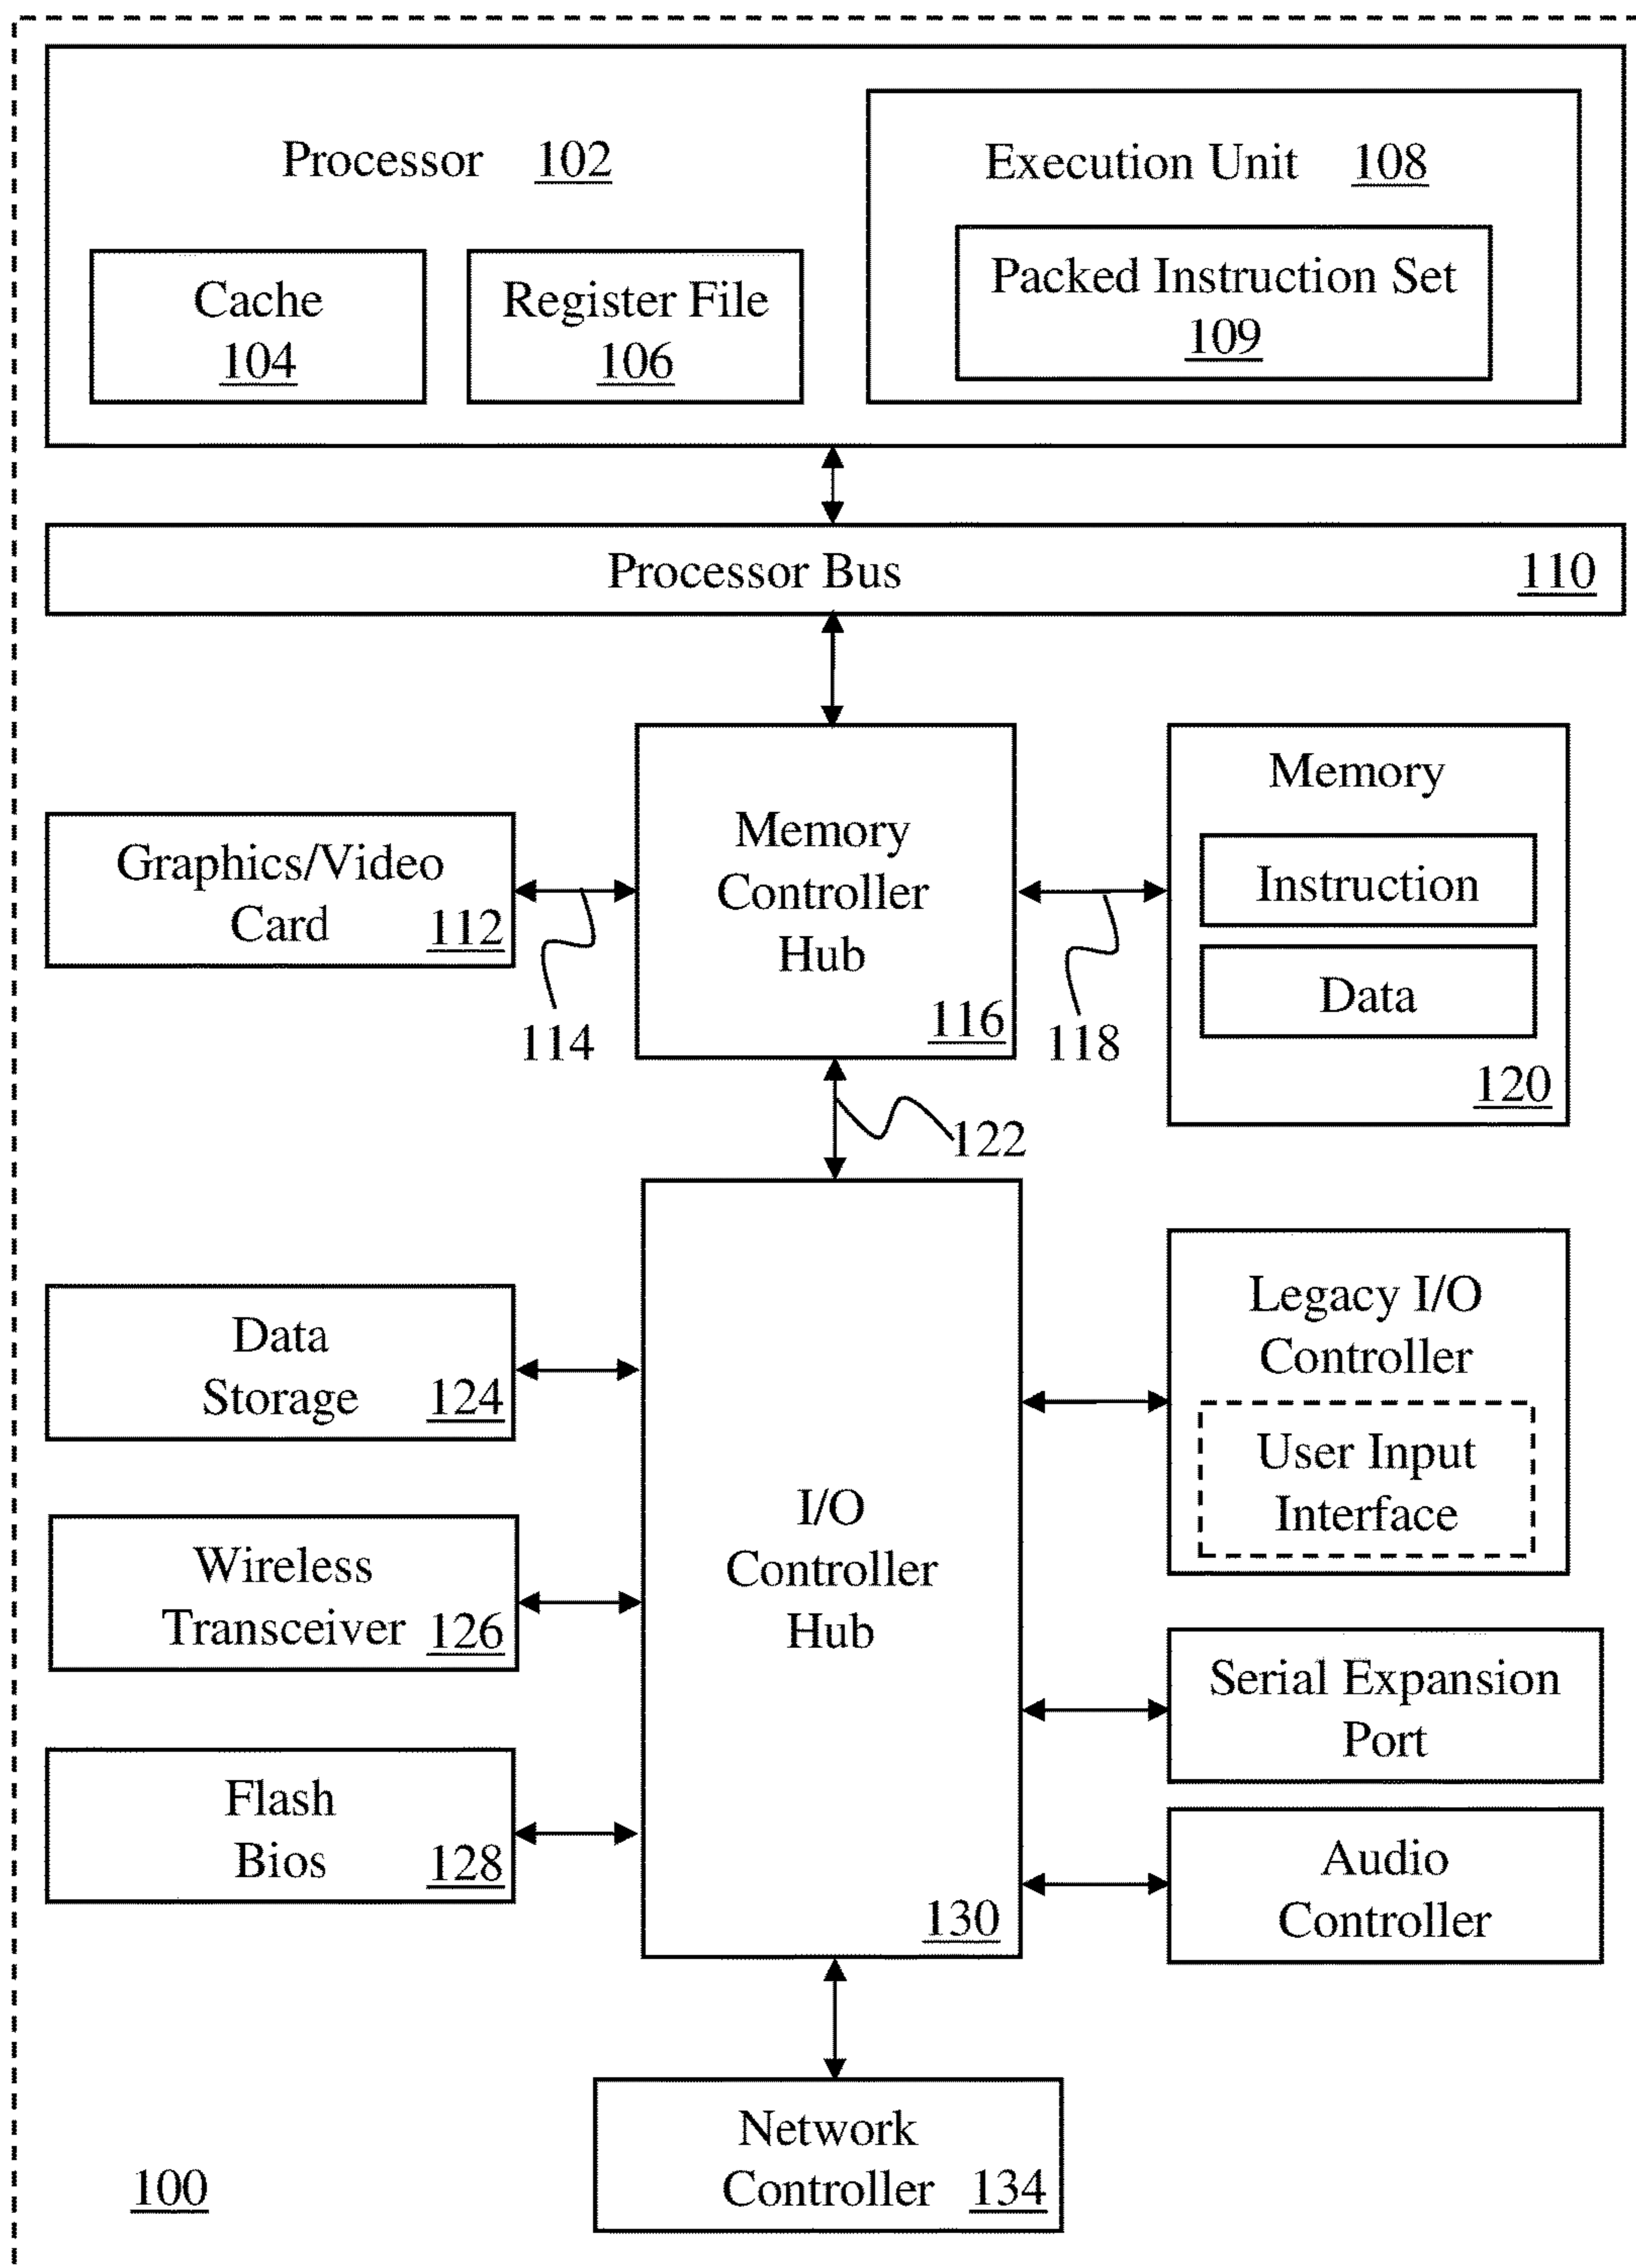 Processor 102
Execution Unit 108
Packed Instruction Set
109
Cache
104
Register File
106
Processor Bus 110
Memory
Controller
Hub
116
Graphics/Video
Card 112
114
118
Memory
Instruction
Data
120
122
I/O
Controller
Hub
130
Data
Storage 124
Wireless
Transceiver 126
Flash
Bios 128
Legacy I/O
Controller
User Input
Interface
Serial Expansion
Port
Audio
Controller
Network
Controller 134
100